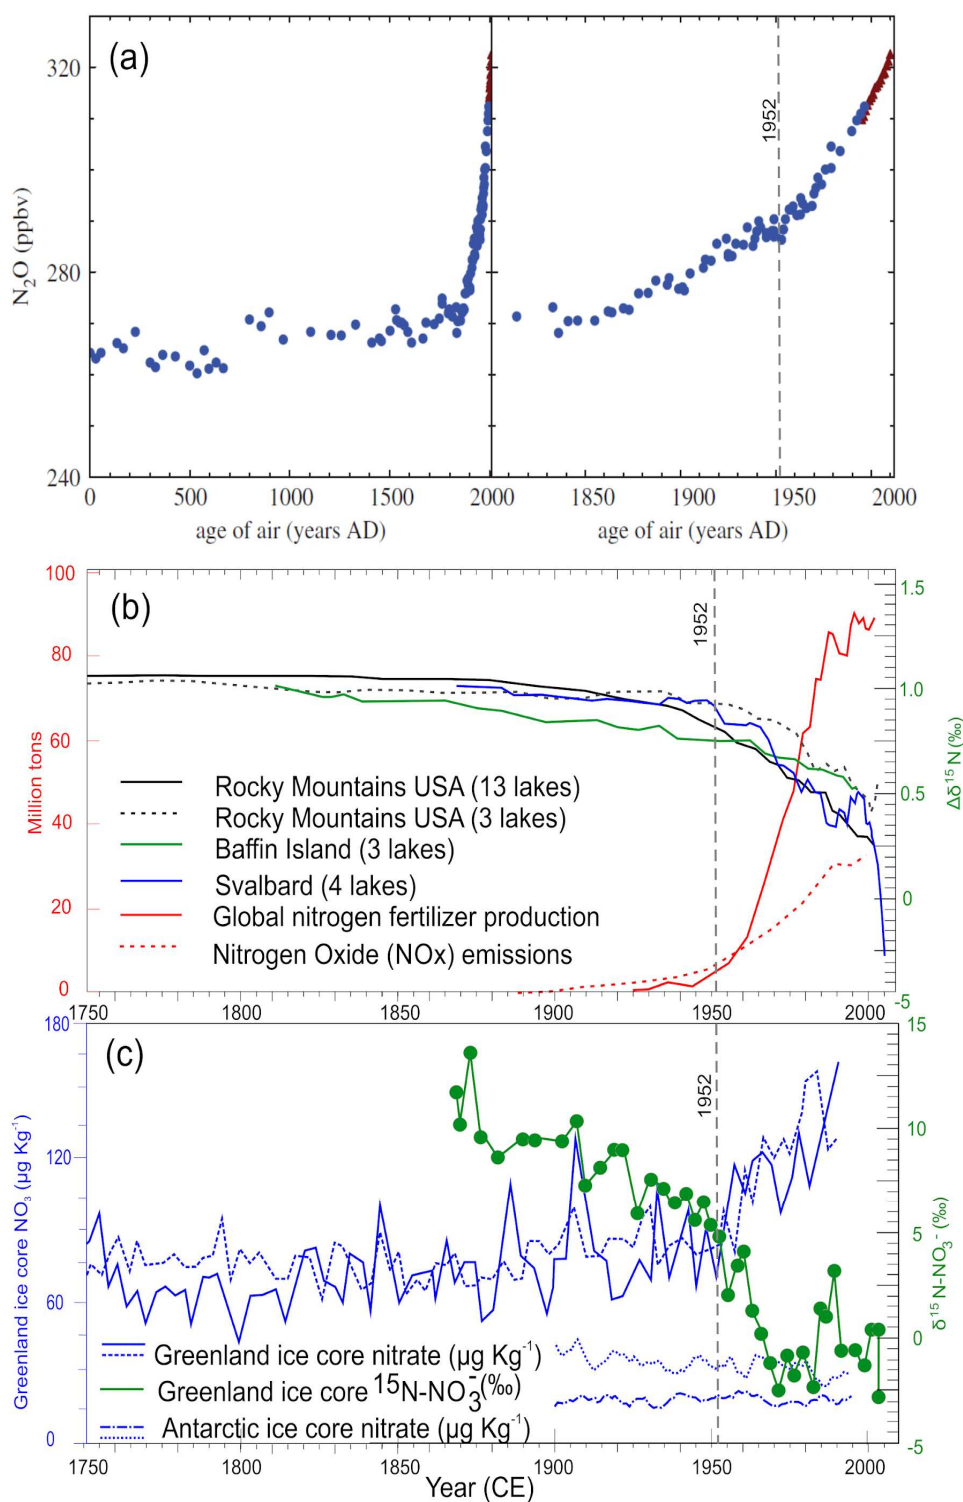 (a)
320
280
240
N₂O (ppbv)
1952
0 500 1000 1500 2000 1850 1900 1950 2000
age of air (years AD) age of air (years AD)
(b)
100
80
60
40
20
0
Million tons
1952
1.5
1.0
0.5
0
-5
Δδ¹⁵N (‰)
Rocky Mountains USA (13 lakes)
Rocky Mountains USA (3 lakes)
Baffin Island (3 lakes)
Svalbard (4 lakes)
Global nitrogen fertilizer production
Nitrogen Oxide (NOx) emissions
1750 1800 1850 1900 1950 2000
(c)
180
120
60
0
Greenland ice core NO₃ (µg Kg⁻¹)
1952
15
10
5
0
-5
δ¹⁵N-NO₃⁻ (‰)
Greenland ice core nitrate (µg Kg⁻¹)
Greenland ice core ¹⁵N-NO₃⁻(‰)
Antarctic ice core nitrate (µg Kg⁻¹)
1750 1800 1850 1900 1950 2000
Year (CE)